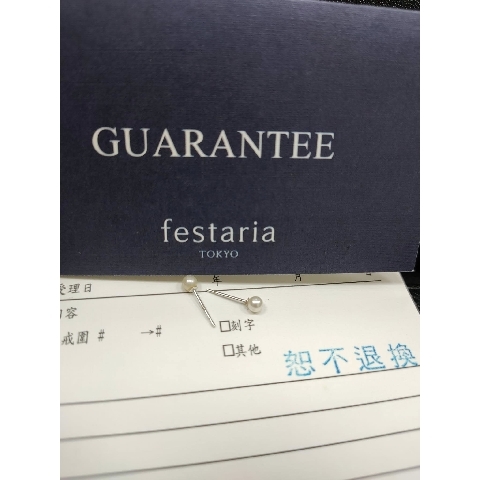 GUARANTEE
festaria
TOKYO
受理日 年 月
內容
戒圍 # →# □刻字
□其他
恕不退換